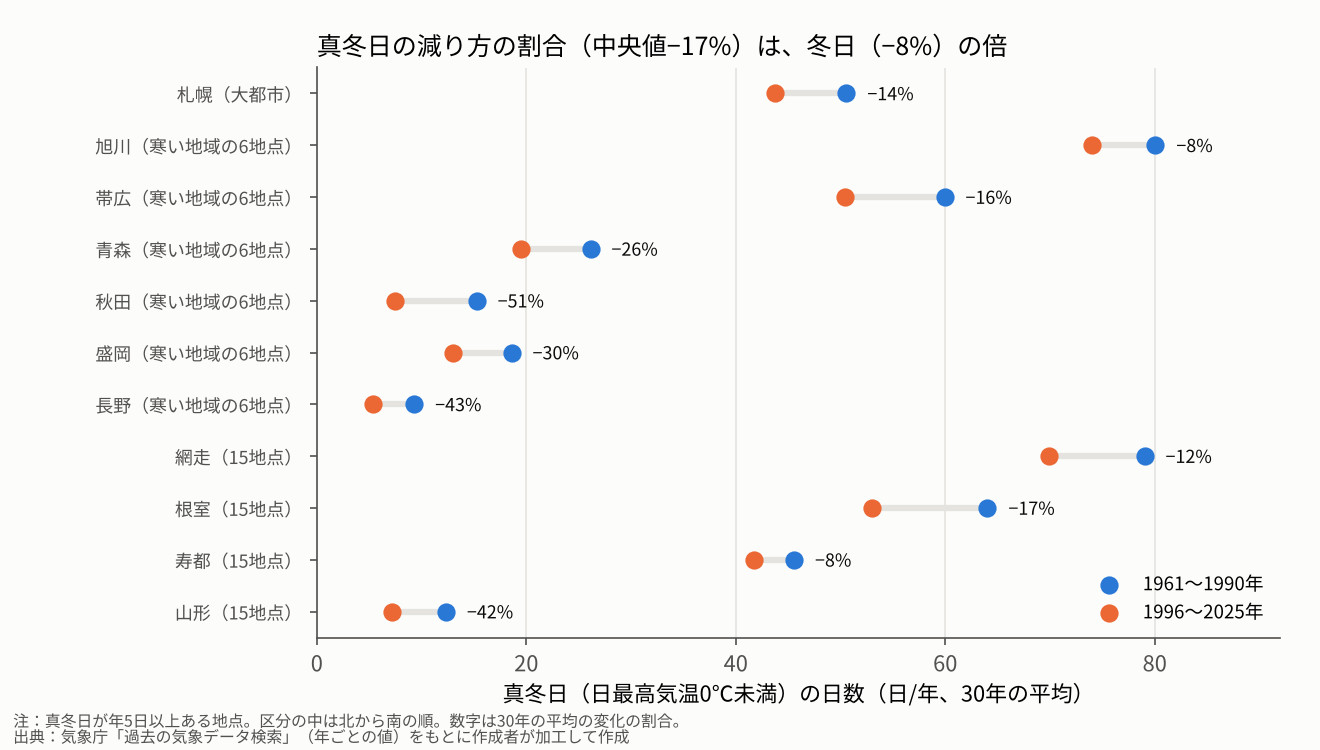 真冬日の減り方の割合（中央値−17%）は、冬日（−8%）の倍
札幌（大都市） −14%
旭川（寒い地域の6地点） −8%
帯広（寒い地域の6地点） −16%
青森（寒い地域の6地点） −26%
秋田（寒い地域の6地点） −51%
盛岡（寒い地域の6地点） −30%
長野（寒い地域の6地点） −43%
網走（15地点） −12%
根室（15地点） −17%
寿都（15地点） −8%
1961〜1990年
1996〜2025年
山形（15地点） −42%
0 20 40 60 80
真冬日（日最高気温0℃未満）の日数（日/年、30年の平均）
注：真冬日が年5日以上ある地点。区分の中は北から南の順。数字は30年の平均の変化の割合。
出典：気象庁「過去の気象データ検索」（年ごとの値）をもとに作成者が加工して作成